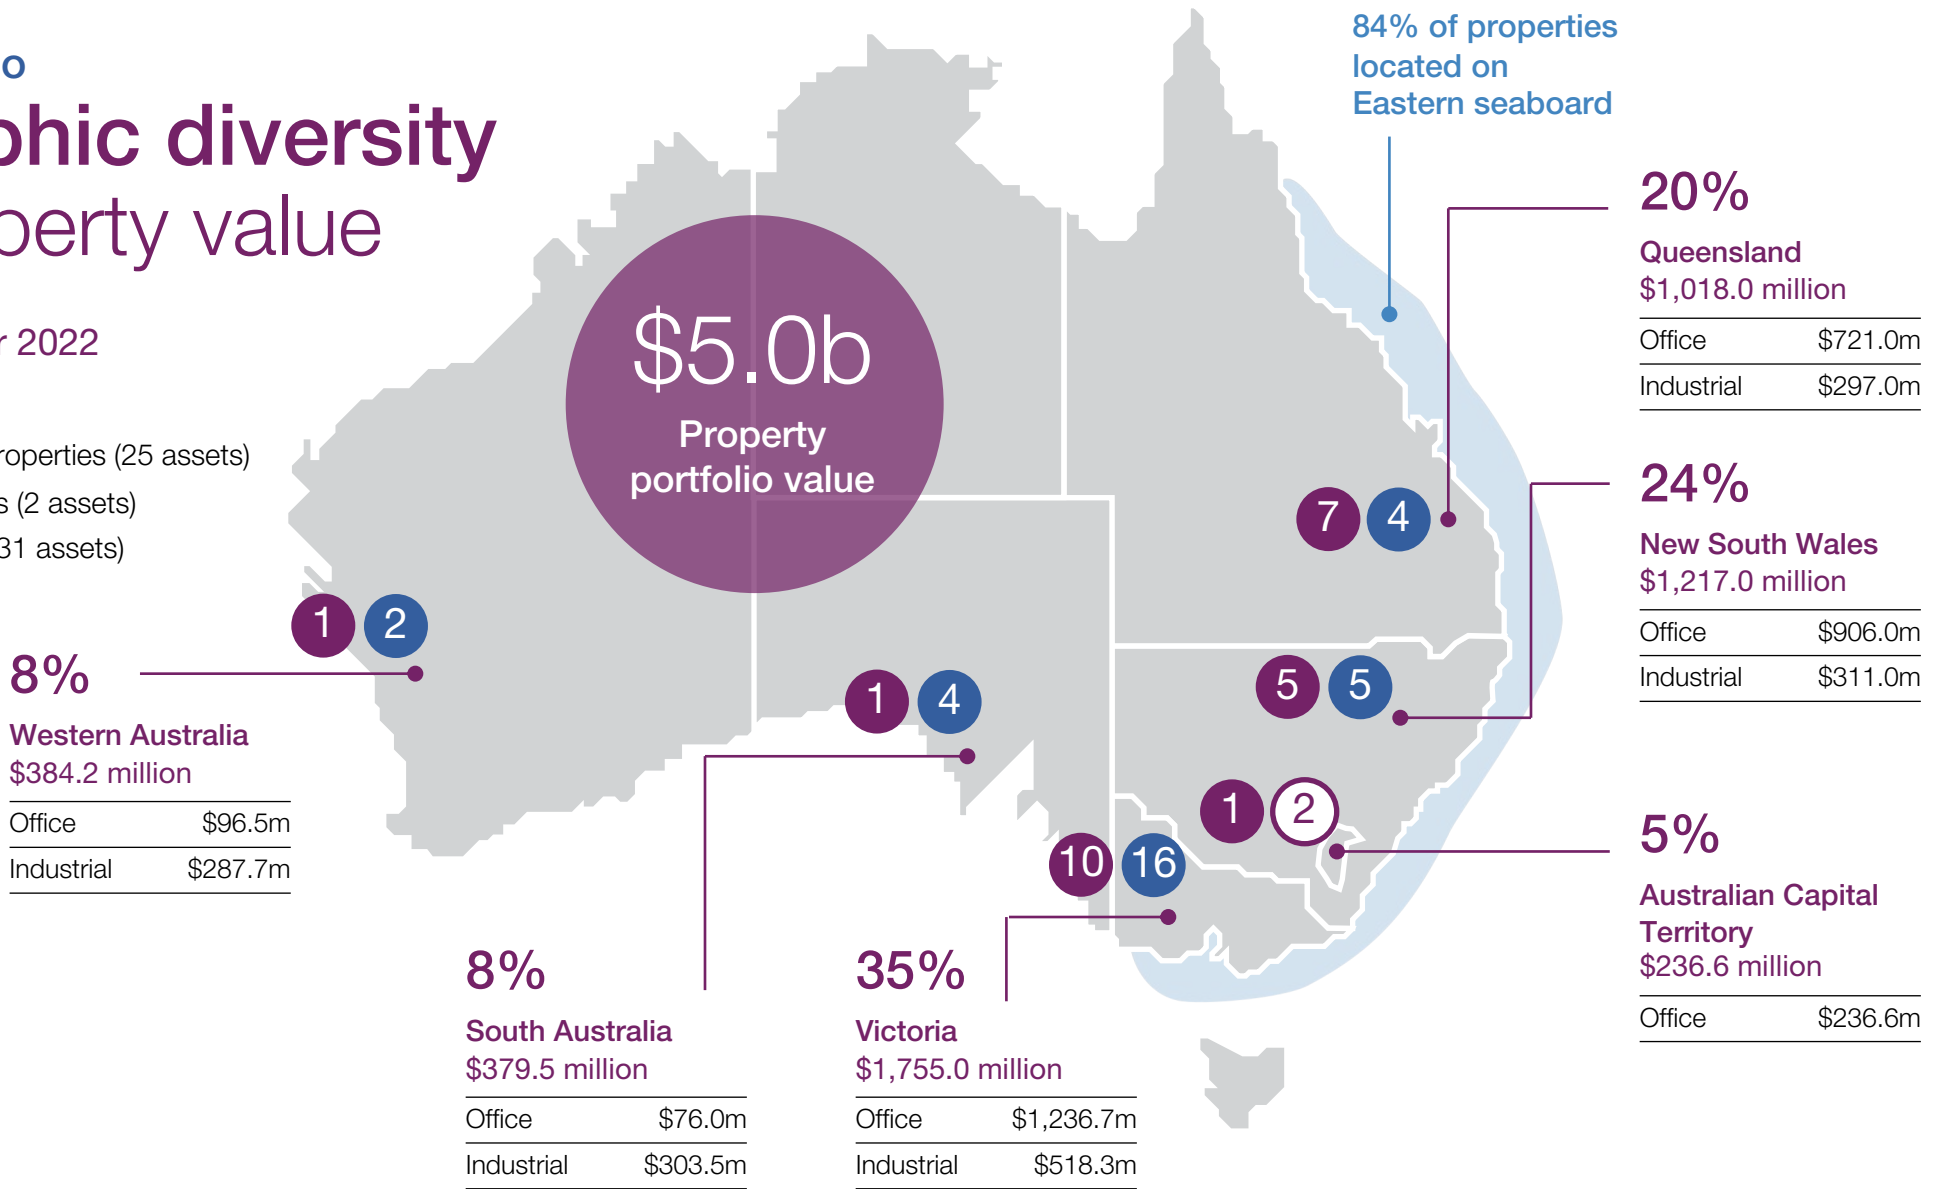 o
phic diversity
perty value
r 2022
roperties (25 assets)
s (2 assets)
31 assets)
84% of properties
located on
Eastern seaboard
$5.0b
Property
portfolio value
20%
Queensland
$1,018.0 million
Office $721.0m
Industrial $297.0m
7 4
24%
New South Wales
$1,217.0 million
Office $906.0m
Industrial $311.0m
5 5
1 2
8%
Western Australia
$384.2 million
Office $96.5m
Industrial $287.7m
1 4
1 2
10 16
5%
Australian Capital
Territory
$236.6 million
Office $236.6m
8%
South Australia
$379.5 million
Office $76.0m
Industrial $303.5m
35%
Victoria
$1,755.0 million
Office $1,236.7m
Industrial $518.3m